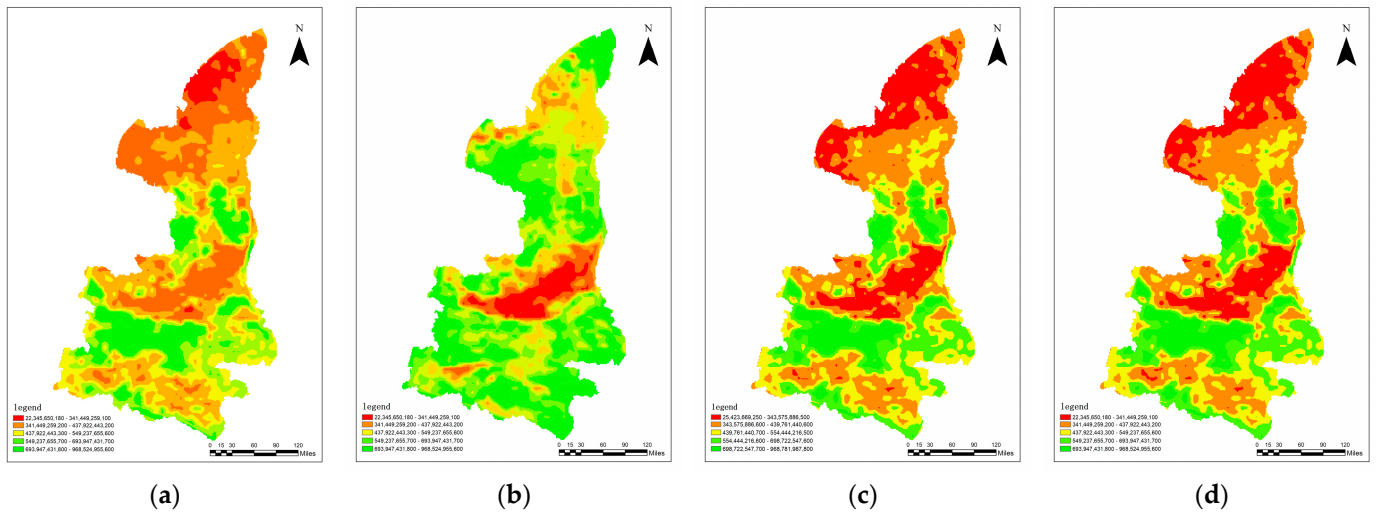 N
legend
22,345,650,180 - 341,449,259,100
341,449,259,200 - 437,922,443,200
437,922,443,300 - 549,237,655,600
549,237,655,700 - 693,947,431,700
693,947,431,800 - 968,524,955,600
0 15 30 60 90 120
Miles
(a)
N
legend
22,345,650,180 - 341,449,259,100
341,449,259,200 - 437,922,443,200
437,922,443,300 - 549,237,655,600
549,237,655,700 - 693,947,431,700
693,947,431,800 - 968,524,955,600
0 15 30 60 90 120
Miles
(b)
N
legend
25,423,669,250 - 343,575,886,500
343,575,886,600 - 439,761,440,600
439,761,440,700 - 554,444,216,500
554,444,216,600 - 698,722,547,600
698,722,547,700 - 968,781,987,800
0 15 30 60 90 120
Miles
(c)
N
legend
22,345,650,180 - 341,449,259,100
341,449,259,200 - 437,922,443,200
437,922,443,300 - 549,237,655,600
549,237,655,700 - 693,947,431,700
693,947,431,800 - 968,524,955,600
0 15 30 60 90 120
Miles
(d)